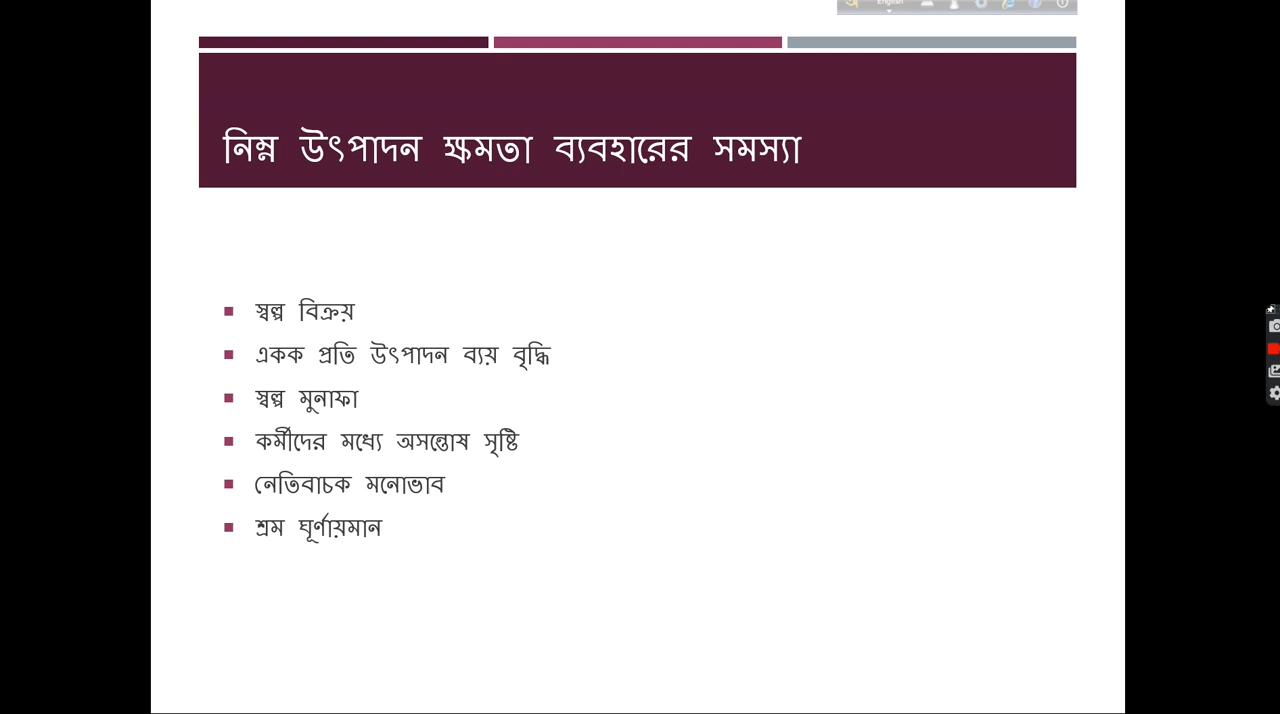 English
নিম্ন উৎপাদন ক্ষমতা ব্যবহারের সমস্যা
স্বল্প বিক্রয়
একক প্রতি উৎপাদন ব্যয় বৃদ্ধি
স্বল্প মুনাফা
কর্মীদের মধ্যে অসন্তোষ সৃষ্টি
নেতিবাচক মনোভাব
শ্রম ঘূর্ণায়মান